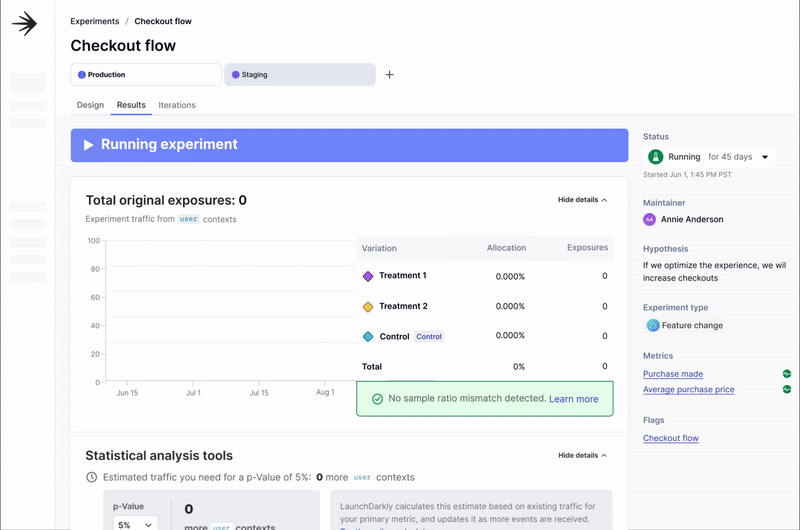 Experiments / Checkout flow
Checkout flow
Production
Staging
+
Design Results Iterations
Running experiment
Total original exposures: 0
Hide details
Experiment traffic from user contexts
100
80
60
40
20
0
Jun 15 Jul 1 Jul 15 Aug 1
Variation Allocation Exposures
Treatment 1 0.000% 0
Treatment 2 0.000% 0
Control Control 0.000% 0
Total 0% 0
No sample ratio mismatch detected. Learn more
Statistical analysis tools
Hide details
Estimated traffic you need for a p-Value of 5%: 0 more user contexts
p-Value
5%
0
more user contexts
LaunchDarkly calculates this estimate based on existing traffic for
your primary metric, and updates it as more events are received.
Status
Running for 45 days
Started Jun 1, 1:45 PM PST
Maintainer
AA Annie Anderson
Hypothesis
If we optimize the experience, we wil
increase checkouts
Experiment type
Feature change
Metrics
Purchase made
Average purchase price
Flags
Checkout flow